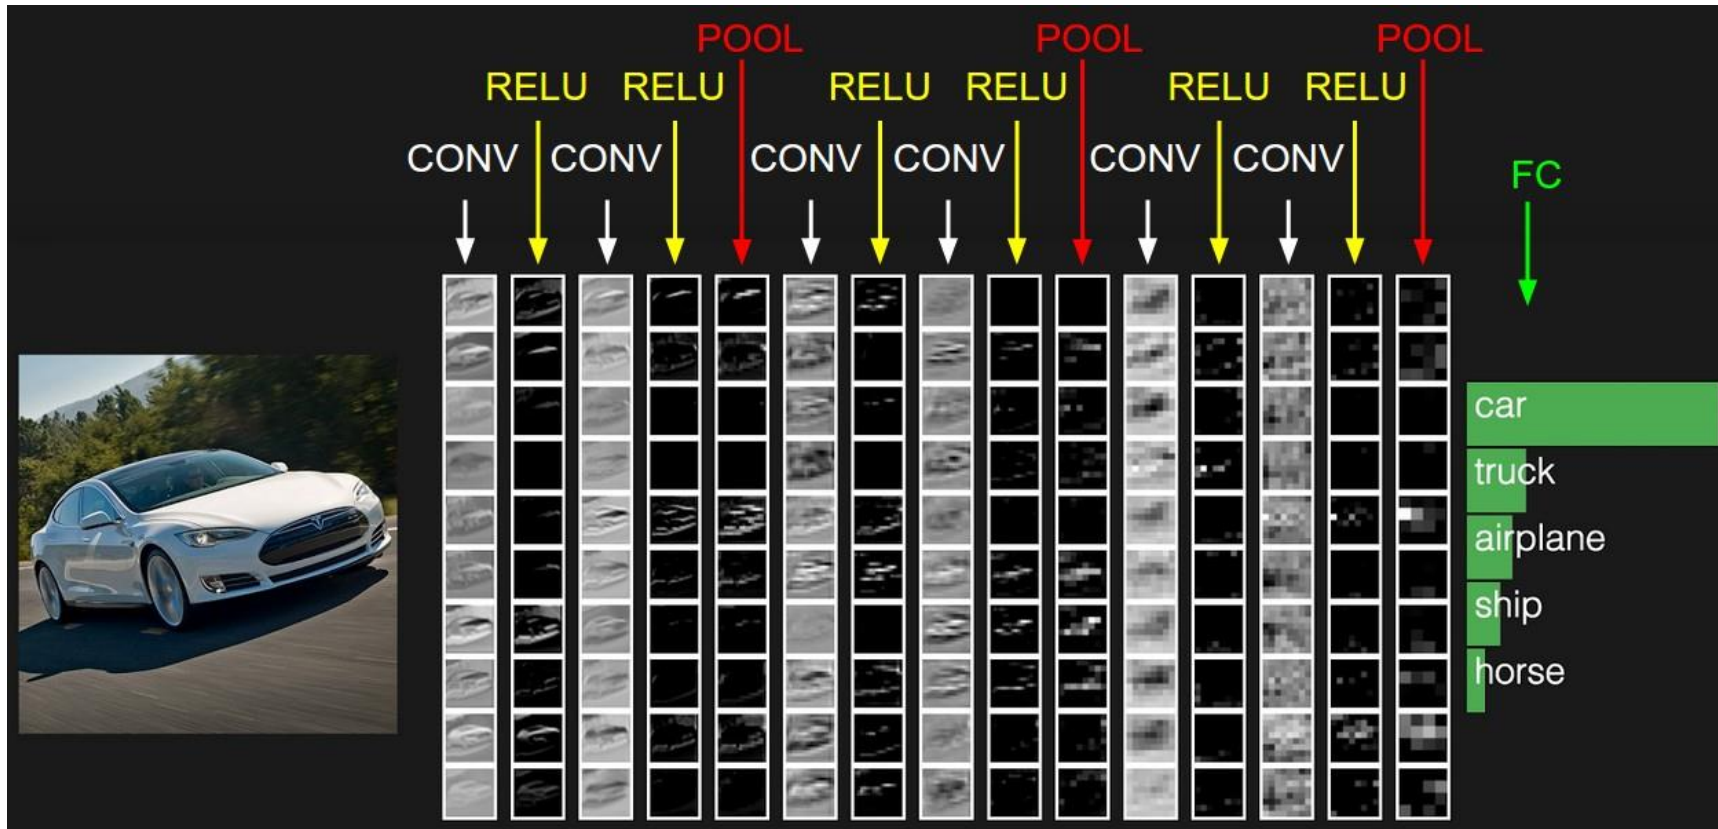 POOL POOL POOL
RELU RELU RELU RELU RELU RELU
CONV CONV CONV CONV CONV CONV
FC
car
truck
airplane
ship
horse